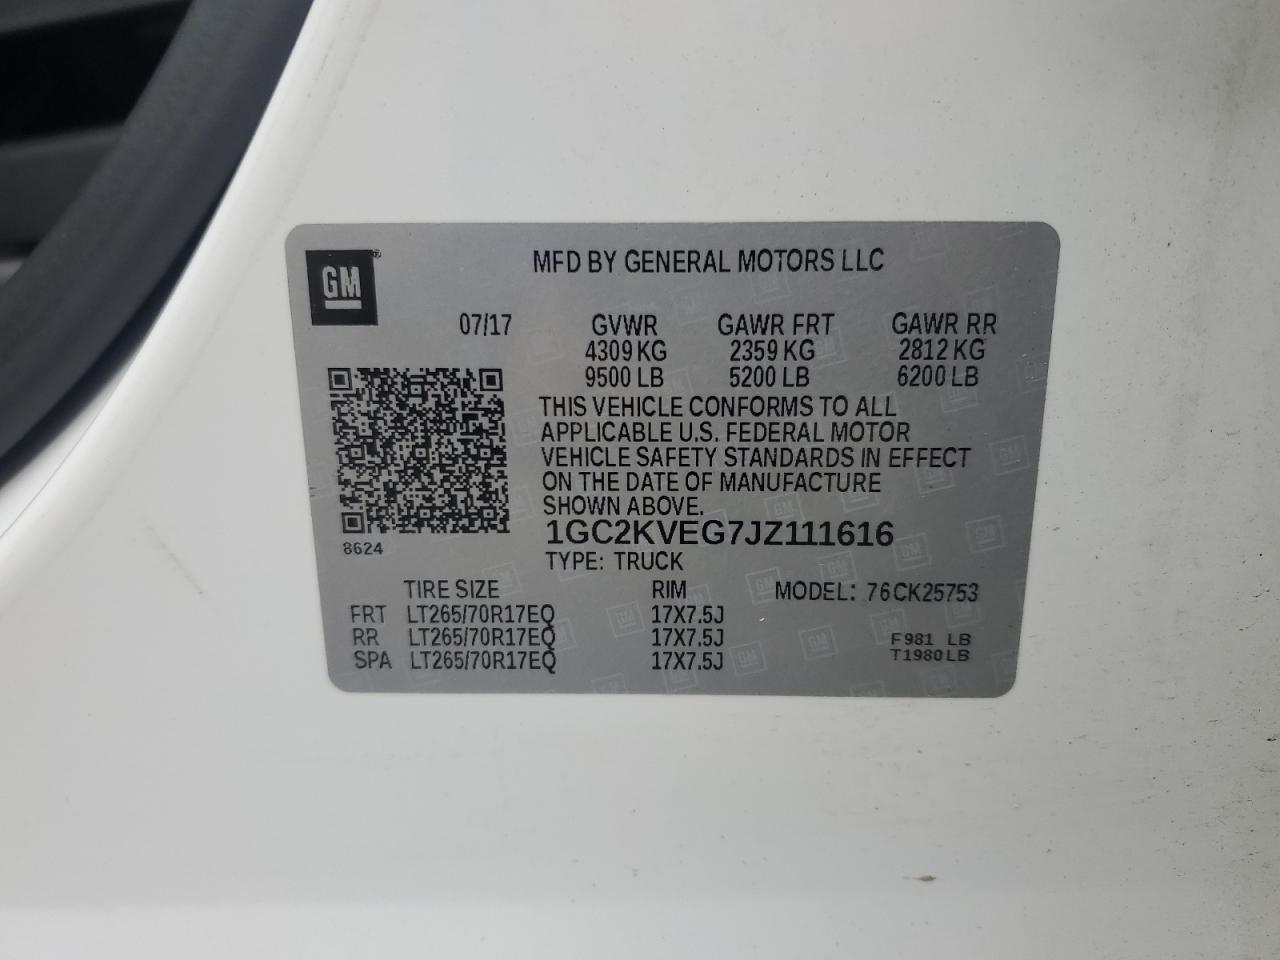 GM
MFD BY GENERAL MOTORS LLC
07/17 GVWR GAWR FRT GAWR RR
4309 KG 2359 KG 2812 KG
9500 LB 5200 LB 6200 LB
THIS VEHICLE CONFORMS TO ALL
APPLICABLE U.S. FEDERAL MOTOR
VEHICLE SAFETY STANDARDS IN EFFECT
ON THE DATE OF MANUFACTURE
SHOWN ABOVE.
1GC2KVEG7JZ111616
8624
TYPE: TRUCK
TIRE SIZE RIM MODEL: 76CK25753
FRT LT265/70R17EQ 17X7.5J
RR LT265/70R17EQ 17X7.5J F981 LB
SPA LT265/70R17EQ 17X7.5J T1980LB